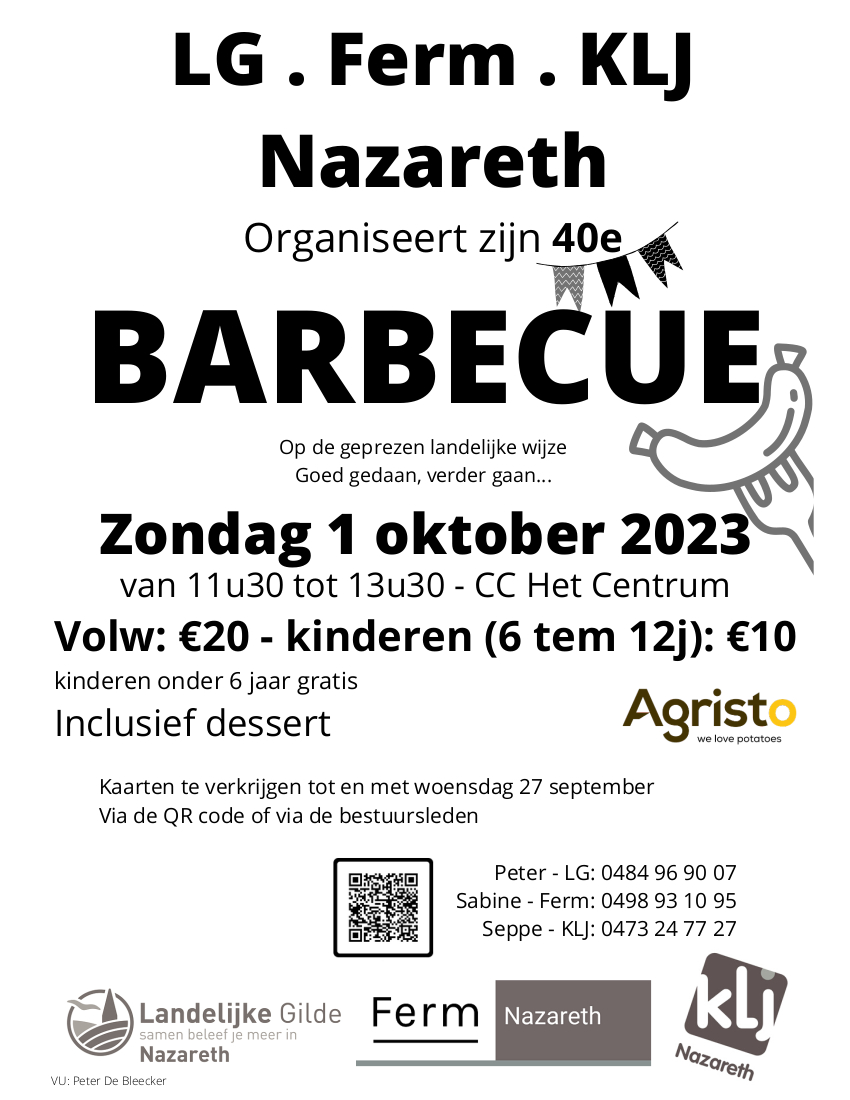 LG . Ferm . KLJ
Nazareth
Organiseert zijn 40e
BARBECUE
Op de geprezen landelijke wijze
Goed gedaan, verder gaan...
Zondag 1 oktober 2023
van 11u30 tot 13u30 - CC Het Centrum
Volw: €20 - kinderen (6 tem 12j): €10
kinderen onder 6 jaar gratis
Inclusief dessert
Agristo
we love potatoes
Kaarten te verkrijgen tot en met woensdag 27 september
Via de QR code of via de bestuursleden
Peter - LG: 0484 96 90 07
Sabine - Ferm: 0498 93 10 95
Seppe - KLJ: 0473 24 77 27
Landelijke Gilde
samen beleef je meer in
Nazareth
Ferm
Nazareth
klj
Nazareth
VU: Peter De Bleecker